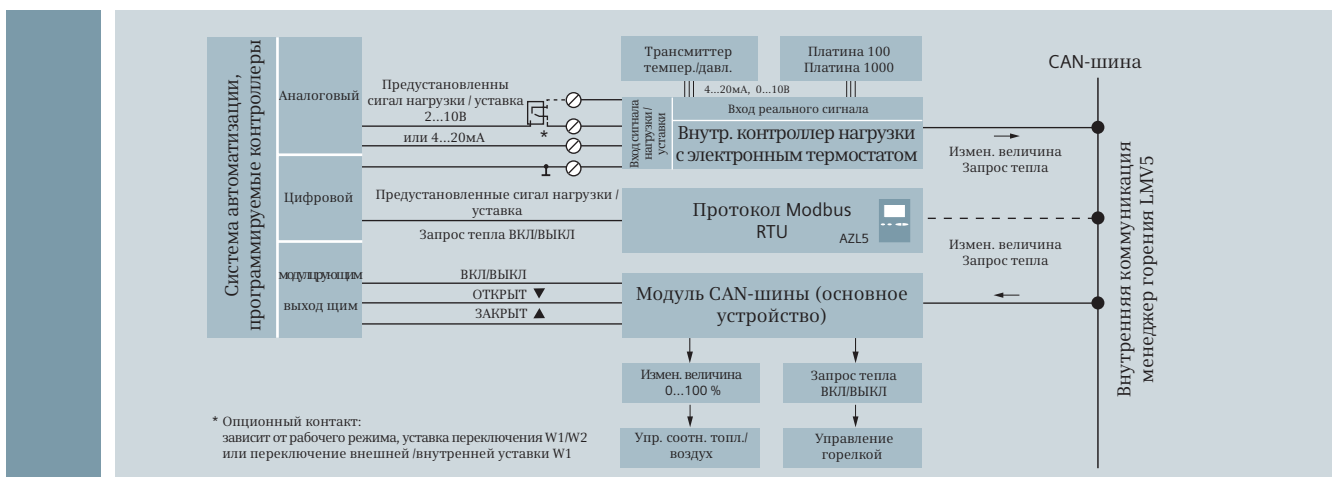 Система автоматизации,
программируемые контроллеры
Аналоговый
Предустановленны
сигал нагрузки / уставка
2...10В
или 4...20мА
*
Цифровой
Предустановленные сигал нагрузки /
уставка
Запрос тепла ВКЛ/ВЫКЛ
выход щим
ВКЛ/ВЫКЛ
ОТКРЫТ ▼
ЗАКРЫТ ▲
Трансмиттер
темпер./давл.
Платина 100
Платина 1000
4...20мА, 0...10В
Вход сигнала
нагрузки /
уставки
Вход реального сигнала
Внутр. контроллер нагрузки
с электронным термостатом
Протокол Modbus
RTU
AZL5
Модуль CAN-шины (основное
устройство)
Измен. величина
0...100 %
Запрос тепла
ВКЛ/ВЫКЛ
Упр. соотн. топл./
воздух
Управление
горелкой
CAN-шина
Измен. величина
Запрос тепла
Измен. величина
Запрос тепла
Внутренняя коммуникация
менеджер горения LMV5
* Опционный контакт:
зависит от рабочего режима, уставка переключения W1/W2
или переключение внешней /внутренней уставки W1